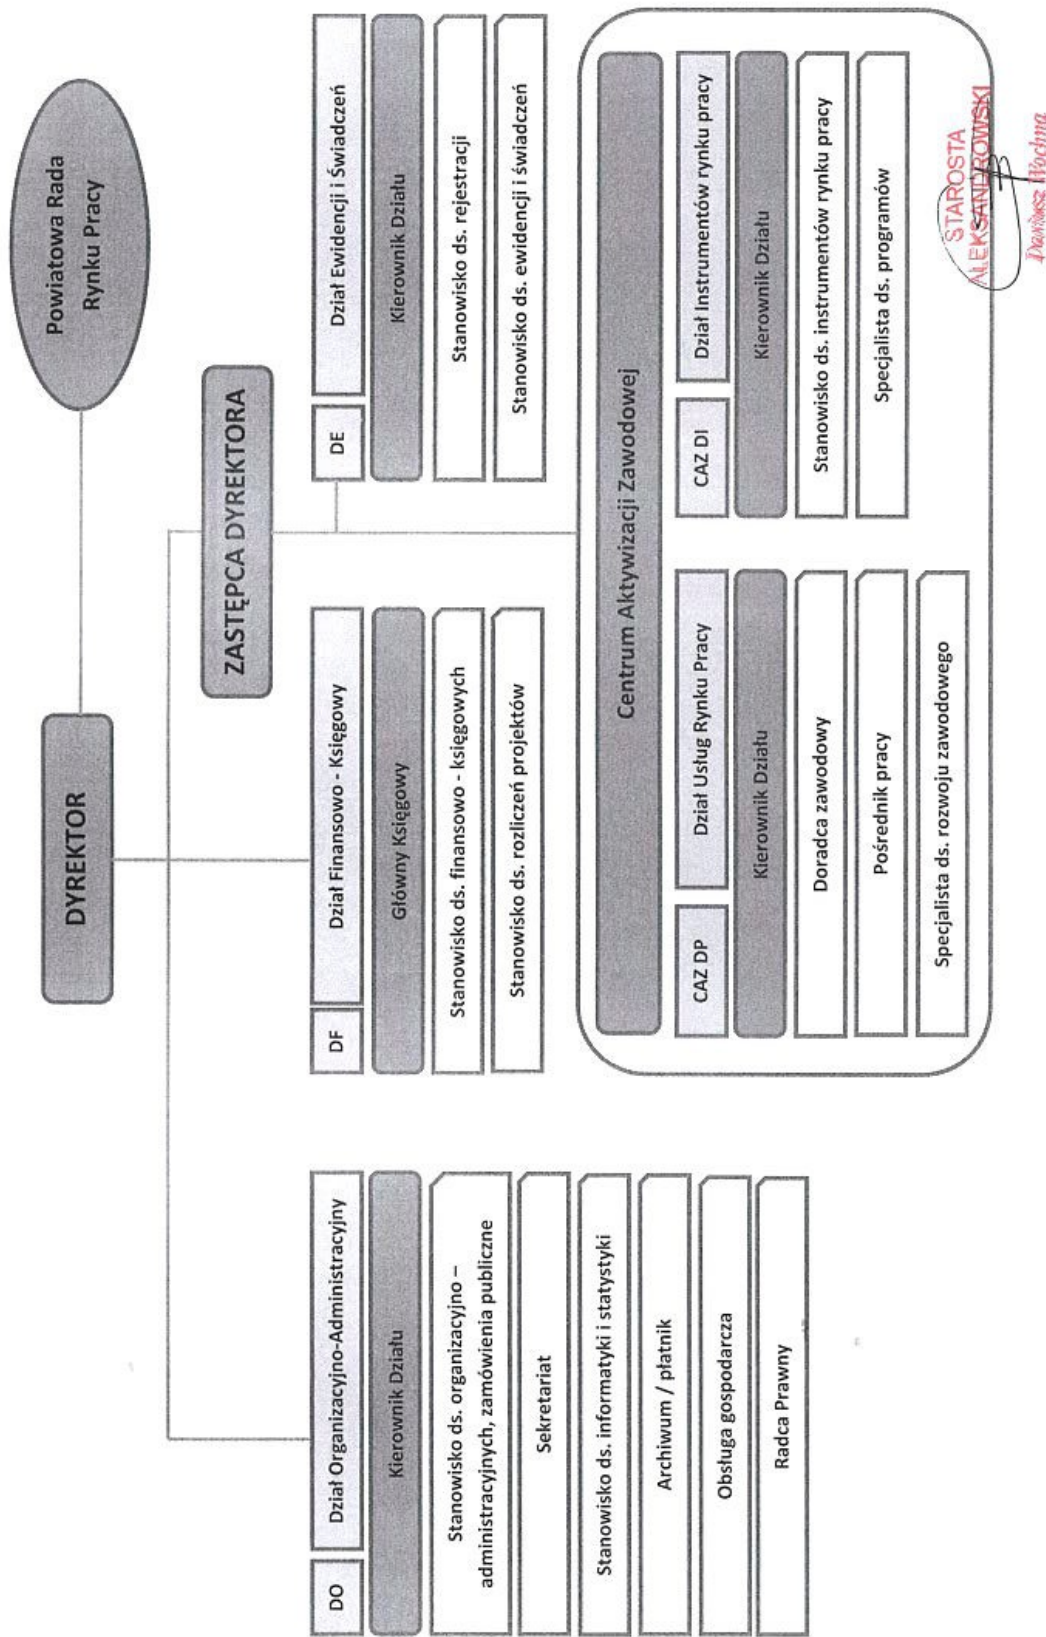 Powiatowa Rada
Rynku Pracy
DYREKTOR
ZASTĘPCA DYREKTORA
DO
Dział Organizacyjno-Administracyjny
Kierownik Działu
Stanowisko ds. organizacyjno –
administracyjnych, zamówienia publiczne
Sekretariat
Stanowisko ds. informatyki i statystyki
Archiwum / płatnik
Obsługa gospodarcza
Radca Prawny
DF
Dział Finansowo - Księgowy
Główny Księgowy
Stanowisko ds. finansowo - księgowych
Stanowisko ds. rozliczeń projektów
DE
Dział Ewidencji i Świadczeń
Kierownik Działu
Stanowisko ds. rejestracji
Stanowisko ds. ewidencji i świadczeń
Centrum Aktywizacji Zawodowej
CAZ DP
Dział Usług Rynku Pracy
Kierownik Działu
Doradca zawodowy
Pośrednik pracy
Specjalista ds. rozwoju zawodowego
CAZ DI
Dział Instrumentów rynku pracy
Kierownik Działu
Stanowisko ds. instrumentów rynku pracy
Specjalista ds. programów
STAROSTA
ALEKSANDROWSKI
Dariusz Wochna